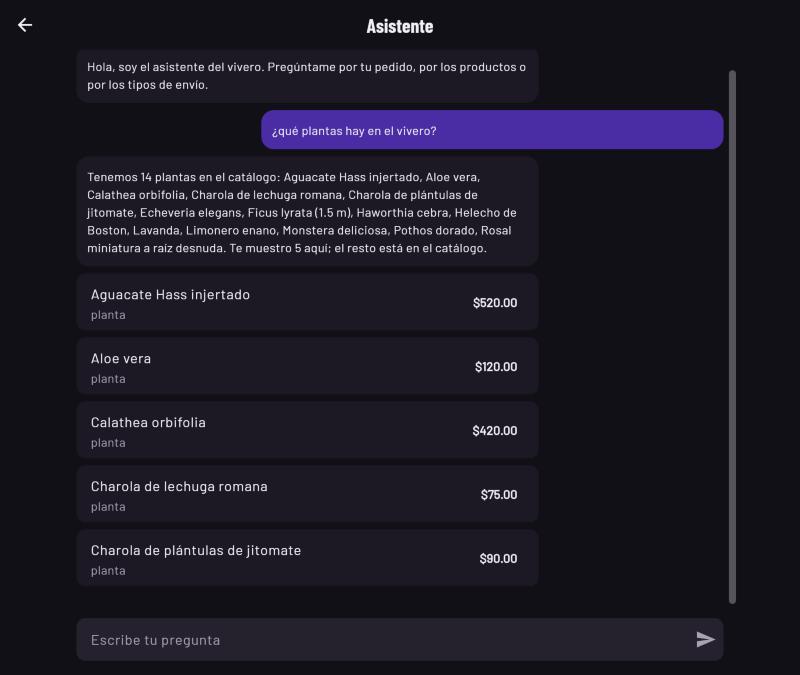 Asistente
Hola, soy el asistente del vivero. Pregúntame por tu pedido, por los productos o
por los tipos de envío.
¿qué plantas hay en el vivero?
Tenemos 14 plantas en el catálogo: Aguacate Hass injertado, Aloe vera,
Calathea orbifolia, Charola de lechuga romana, Charola de plántulas de
jitomate, Echeveria elegans, Ficus lyrata (1.5 m), Haworthia cebra, Helecho de
Boston, Lavanda, Limonero enano, Monstera deliciosa, Pothos dorado, Rosal
miniatura a raíz desnuda. Te muestro 5 aquí; el resto está en el catálogo.
Aguacate Hass injertado
planta
$520.00
Aloe vera
planta
$120.00
Calathea orbifolia
planta
$420.00
Charola de lechuga romana
planta
$75.00
Charola de plántulas de jitomate
planta
$90.00
Escribe tu pregunta